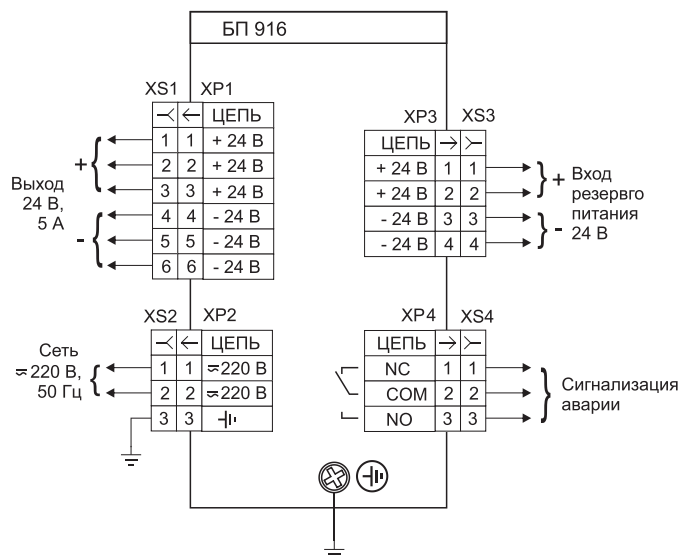 БП 916
XS1 XP1
ЦЕПЬ
1 1 + 24 В
2 2 + 24 В
3 3 + 24 В
4 4 - 24 В
5 5 - 24 В
6 6 - 24 В
+
-
Выход
24 В,
5 А
XP3 XS3
ЦЕПЬ
+ 24 В 1 1
+ 24 В 2 2
- 24 В 3 3
- 24 В 4 4
+
-
Вход
резервго
питания
24 В
XS2 XP2
ЦЕПЬ
1 1 ≂220 В
2 2 ≂220 В
3 3
Сеть
≂220 В,
50 Гц
XP4 XS4
ЦЕПЬ
NC 1 1
COM 2 2
NO 3 3
Сигнализация
аварии